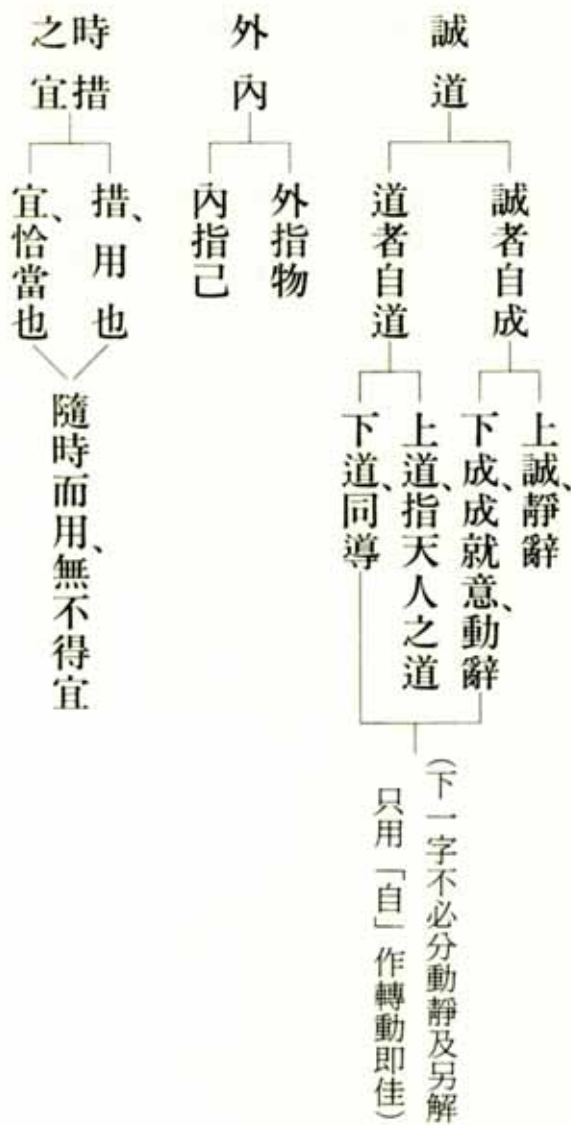 誠道
誠者自成
上誠、靜辭
下成、成就意、動辭
道者自道
上道、指天人之道
下道、同導
（下一字不必分動靜及另解
只用「自」作轉動即佳）
外內
外指物
內指己
時措
之宜
措、用也
宜、恰當也
隨時而用、無不得宜